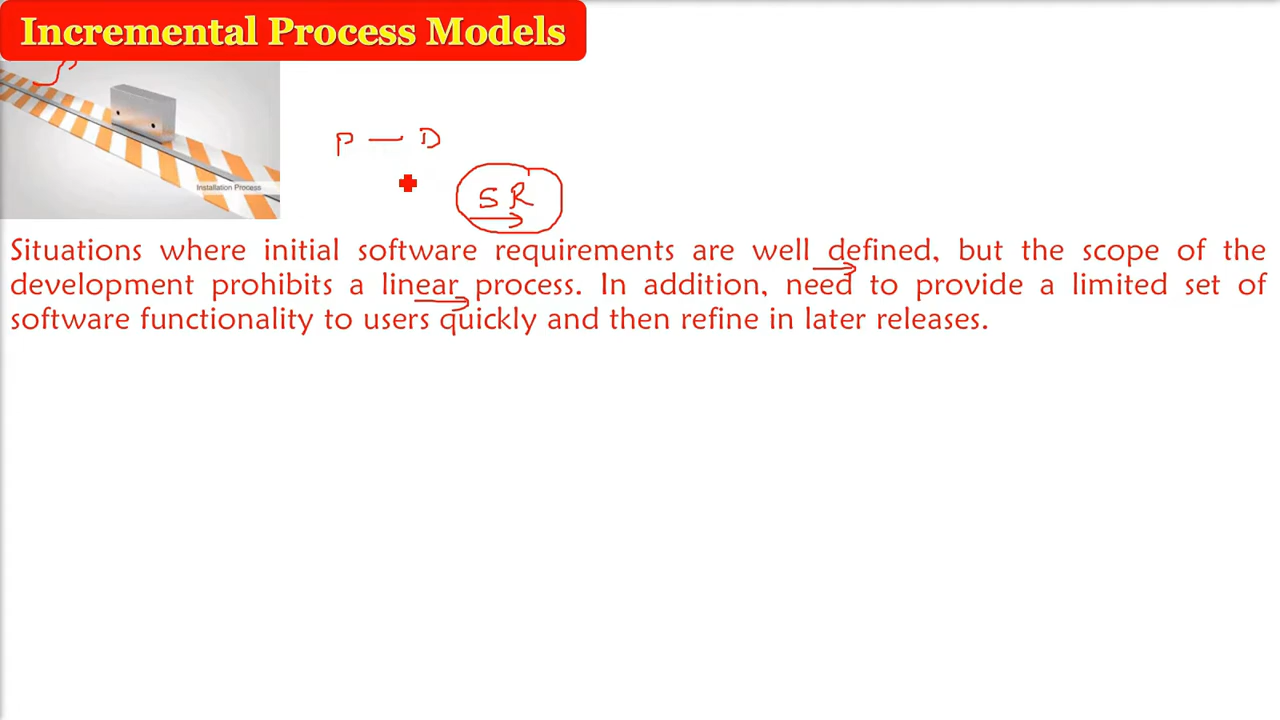 Incremental Process Models
Installation Process
P — D
SR
Situations where initial software requirements are well defined, but the scope of the
development prohibits a linear process. In addition, need to provide a limited set of
software functionality to users quickly and then refine in later releases.